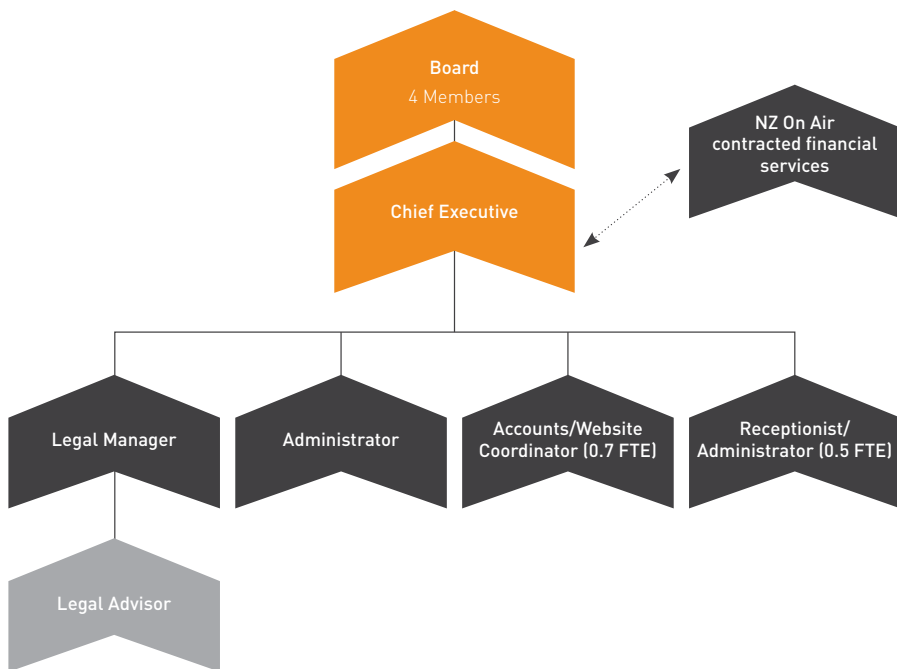 Board
4 Members
NZ On Air
contracted financial
services
Chief Executive
Legal Manager
Administrator
Accounts/Website
Coordinator (0.7 FTE)
Receptionist/
Administrator (0.5 FTE)
Legal Advisor